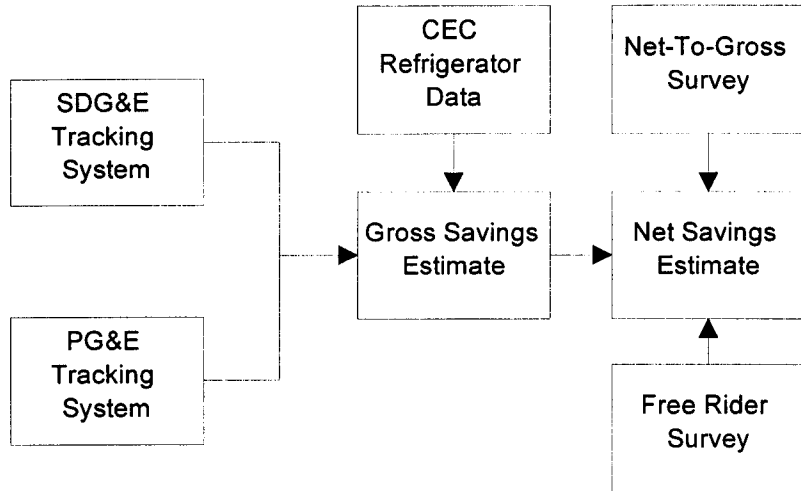 SDG&E
Tracking
System
PG&E
Tracking
System
CEC
Refrigerator
Data
Gross Savings
Estimate
Net-To-Gross
Survey
Net Savings
Estimate
Free Rider
Survey